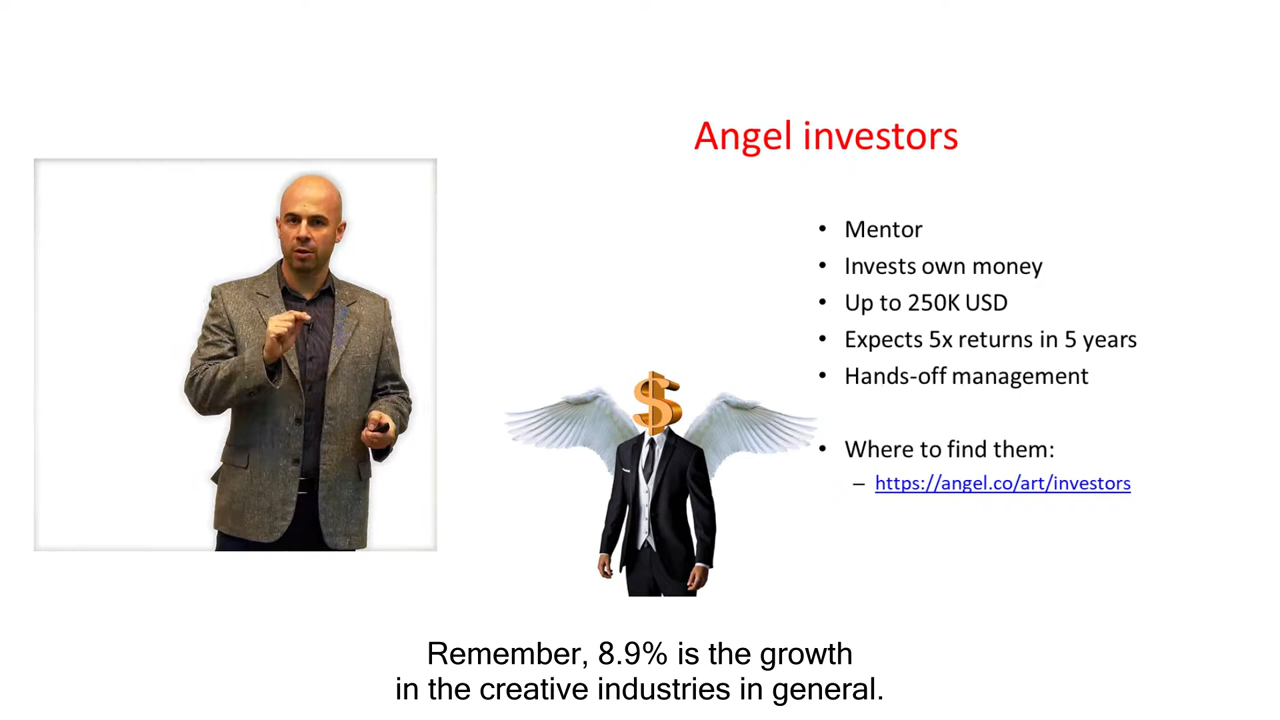 Angel investors
• Mentor
• Invests own money
• Up to 250K USD
• Expects 5x returns in 5 years
• Hands-off management
• Where to find them:
– https://angel.co/art/investors
$
Remember, 8.9% is the growth
in the creative industries in general.